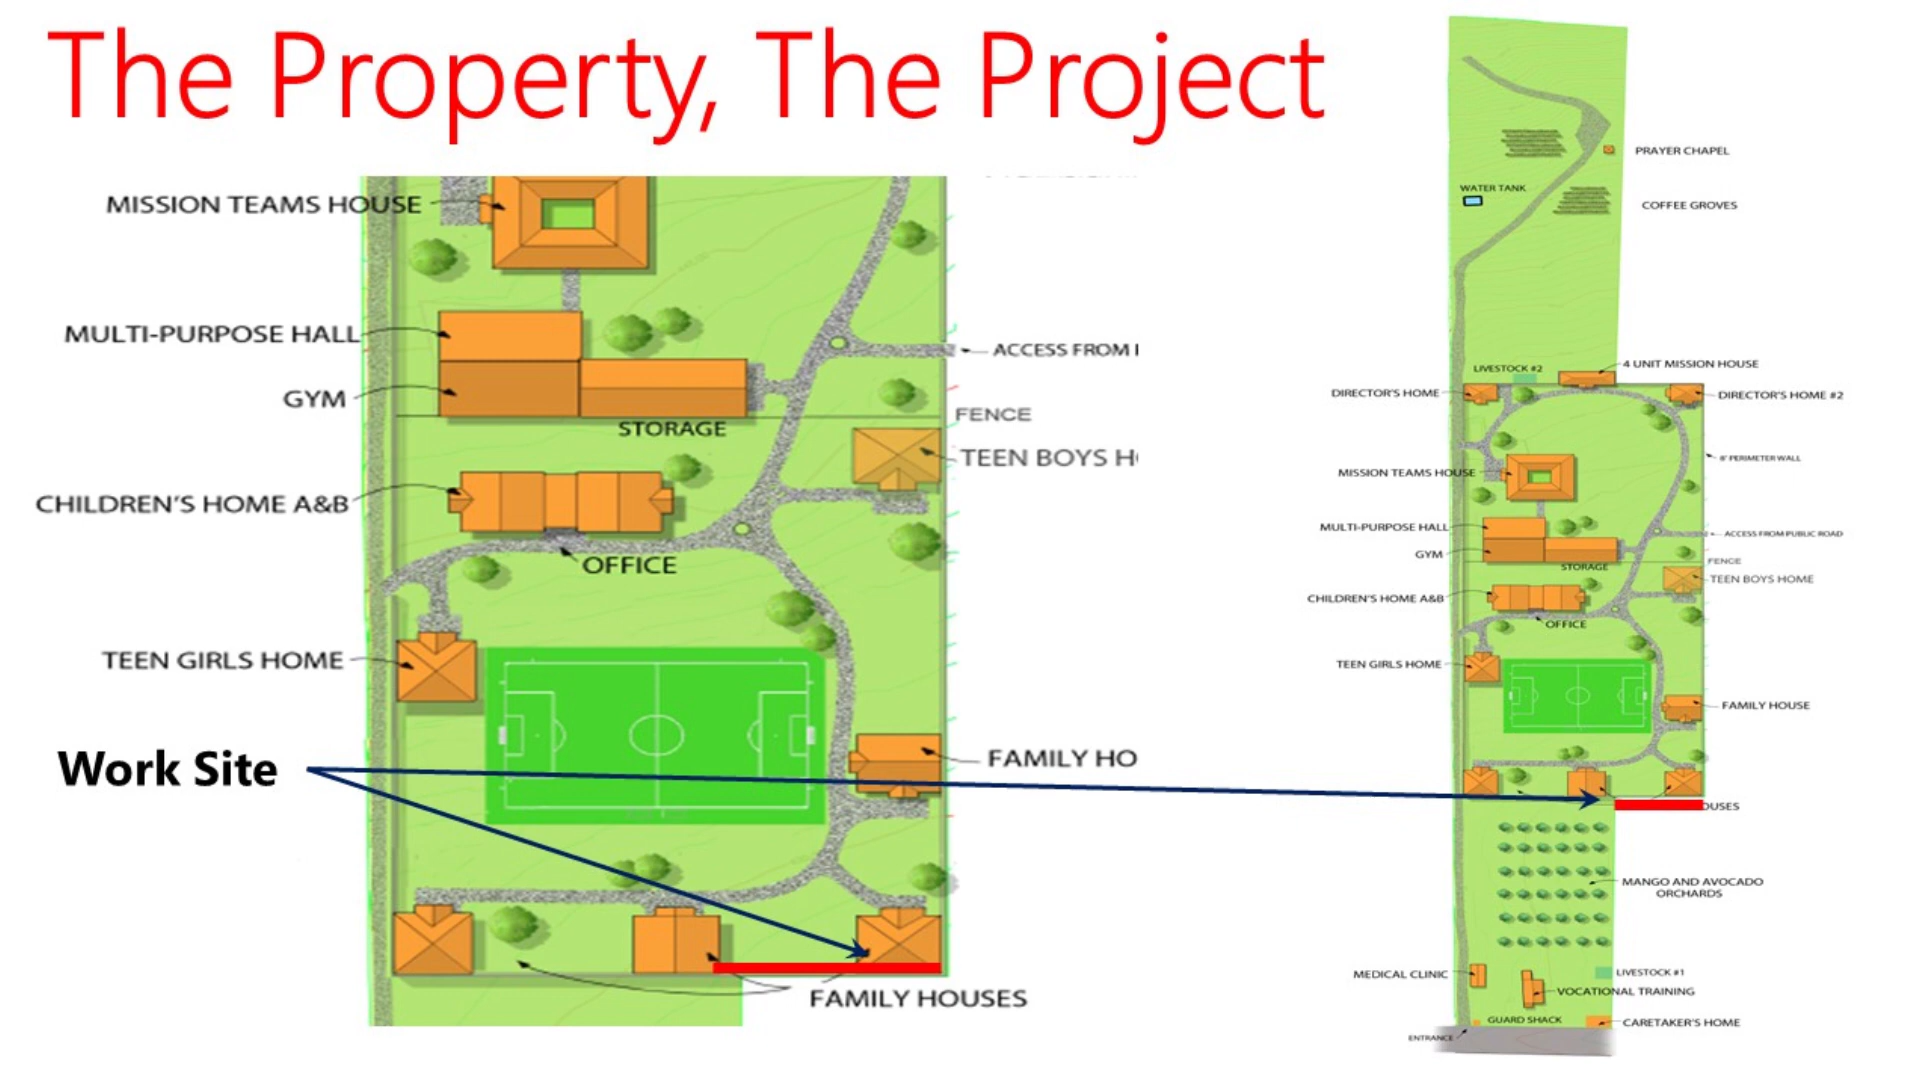 The Property, The Project
MISSION TEAMS HOUSE
MULTI-PURPOSE HALL
GYM
STORAGE
ACCESS FROM
FENCE
TEEN BOYS H
CHILDREN'S HOME A&B
OFFICE
TEEN GIRLS HOME
Work Site
FAMILY HO
FAMILY HOUSES
PRAYER CHAPEL
WATER TANK
COFFEE GROVES
LIVESTOCK #2
4 UNIT MISSION HOUSE
DIRECTOR'S HOME
DIRECTOR'S HOME #2
8' PERIMETER WALL
MISSION TEAMS HOUSE
MULTI-PURPOSE HALL
ACCESS FROM PUBLIC ROAD
GYM
STORAGE
FENCE
TEEN BOYS HOME
CHILDREN'S HOME A&B
OFFICE
TEEN GIRLS HOME
FAMILY HOUSE
OUSES
MANGO AND AVOCADO
ORCHARDS
MEDICAL CLINIC
LIVESTOCK #1
VOCATIONAL TRAINING
GUARD SHACK
CARETAKER'S HOME
ENTRANCE